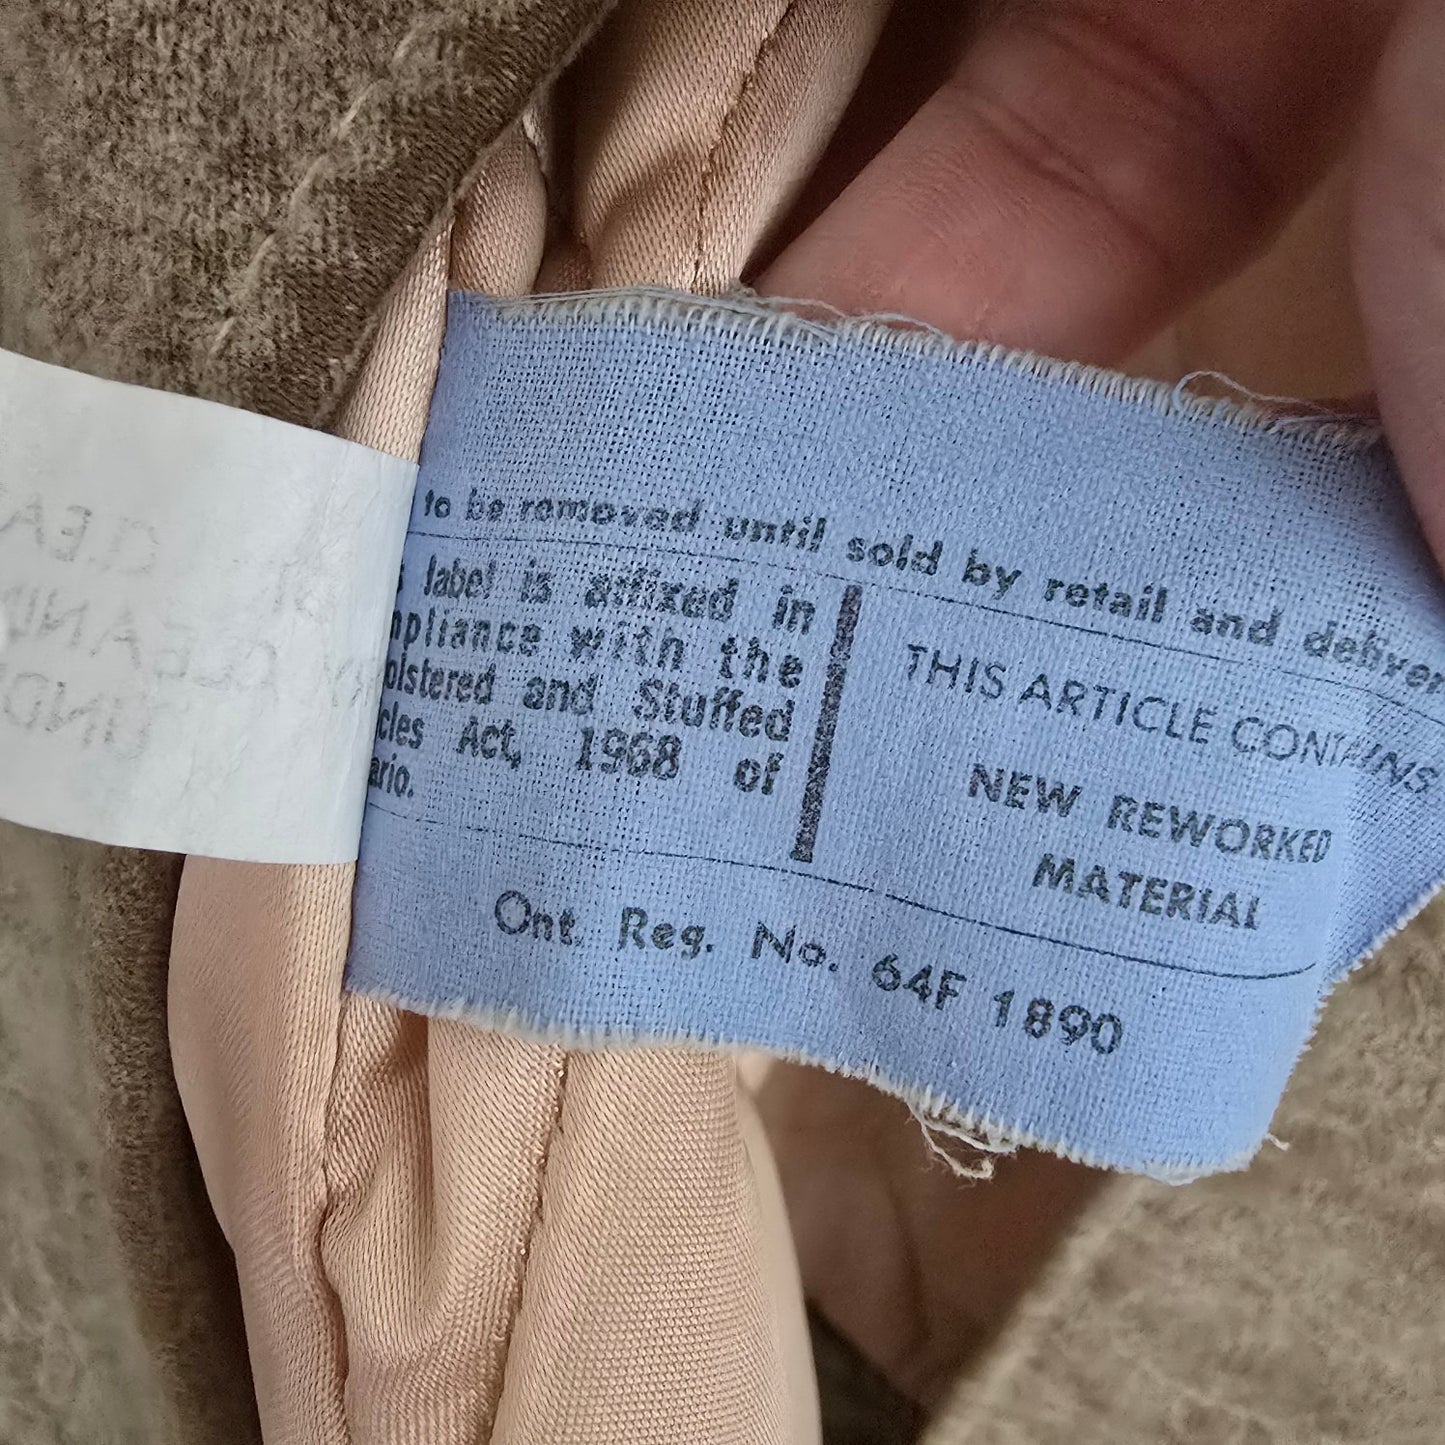 to be removed until sold by retail and deliver
label is affixed in
mpliance with the
olstered and Stuffed
cles Act, 1968 of
ario.
THIS ARTICLE CONTAINS
NEW REWORKED
MATERIAL
Ont. Reg. No. 64F 1890